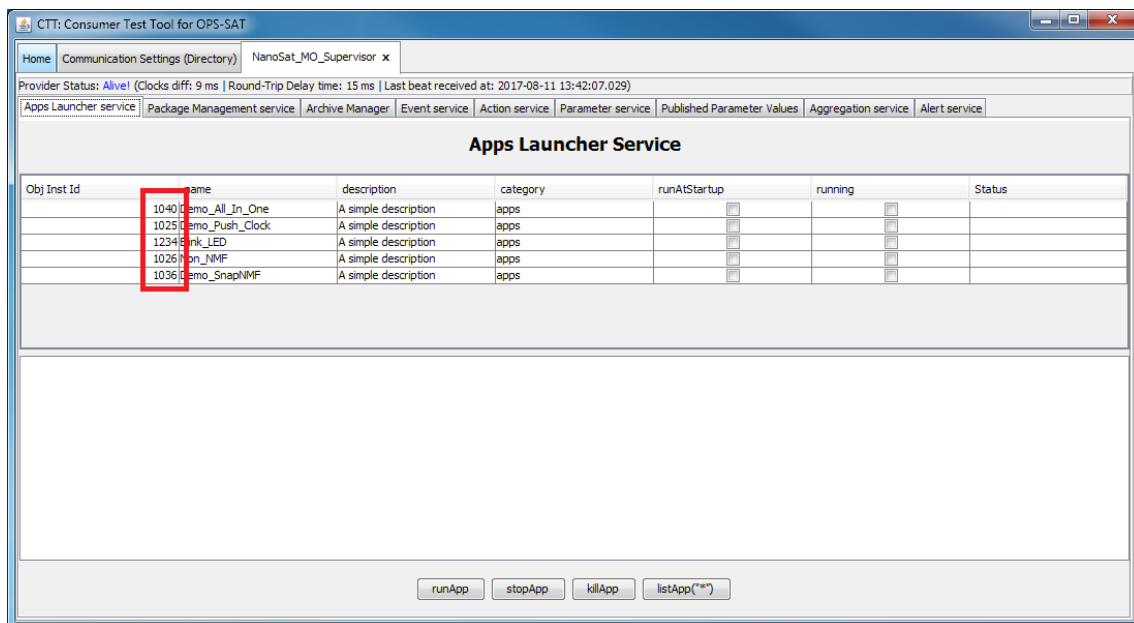 CTT: Consumer Test Tool for OPS-SAT
Home Communication Settings (Directory) NanoSat_MO_Supervisor x
Provider Status: Alive! (Clocks diff: 9 ms | Round-Trip Delay time: 15 ms | Last beat received at: 2017-08-11 13:42:07.029)
Apps Launcher service Package Management service Archive Manager Event service Action service Parameter service Published Parameter Values Aggregation service Alert service
Apps Launcher Service
Obj Inst Id name description category runAtStartup running Status
1040 Demo_All_In_One A simple description apps
1025 Demo_Push_Clock A simple description apps
1234 Blink_LED A simple description apps
1026 Non_NMF A simple description apps
1036 Demo_SnapNMF A simple description apps
runApp stopApp killApp listApp("*")